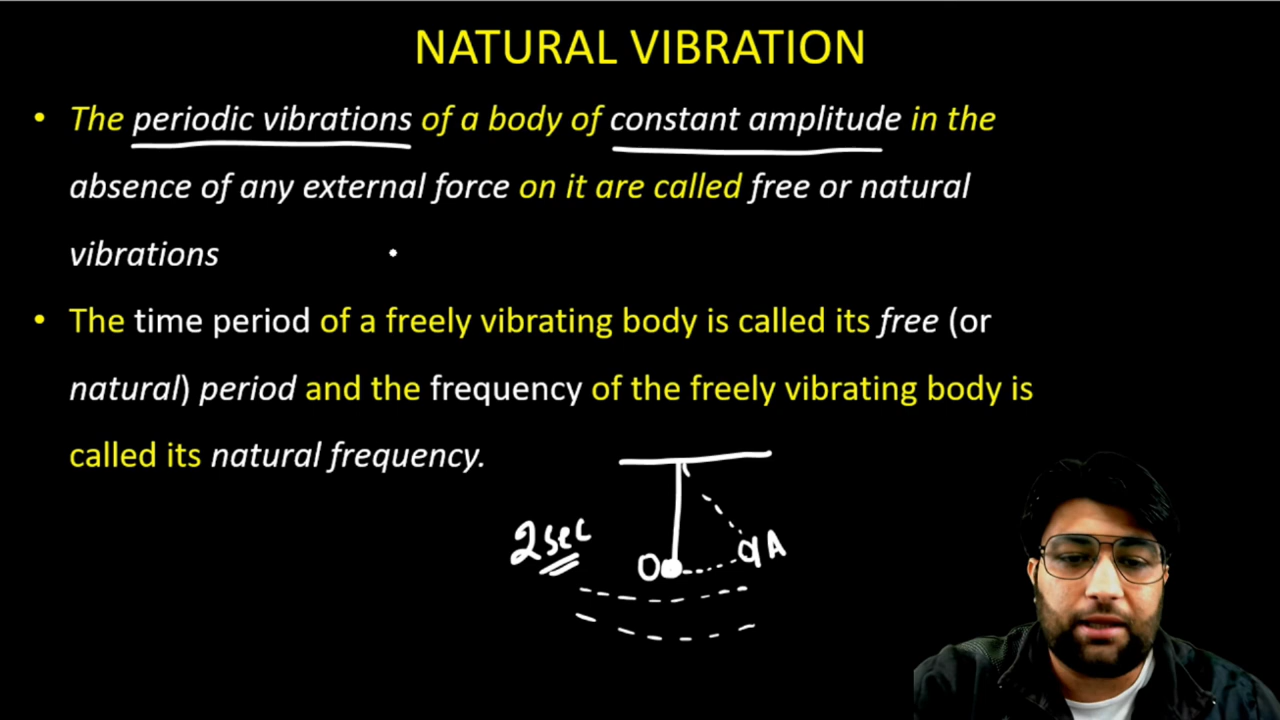 NATURAL VIBRATION
• The periodic vibrations of a body of constant amplitude in the
absence of any external force on it are called free or natural
vibrations
• The time period of a freely vibrating body is called its free (or
natural) period and the frequency of the freely vibrating body is
called its natural frequency.
2 sec
O
A